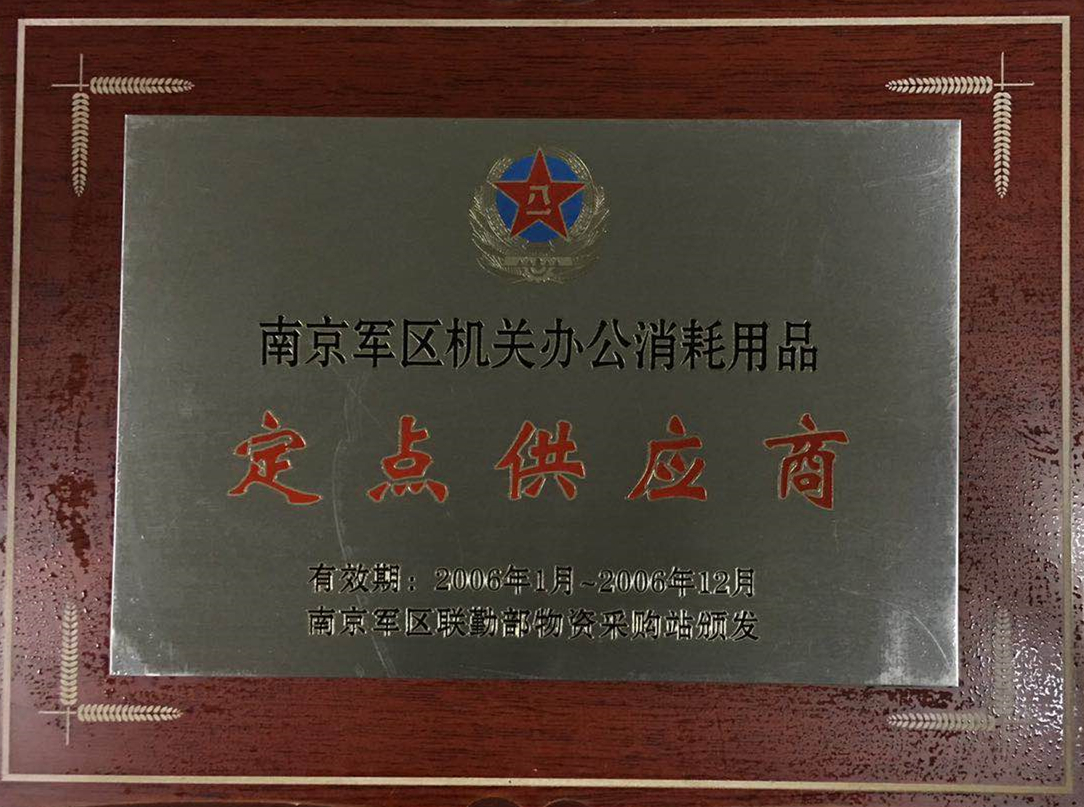 八一
南京军区机关办公消耗用品
定点供应商
有效期：2006年1月~2006年12月
南京军区联勤部物资采购站颁发